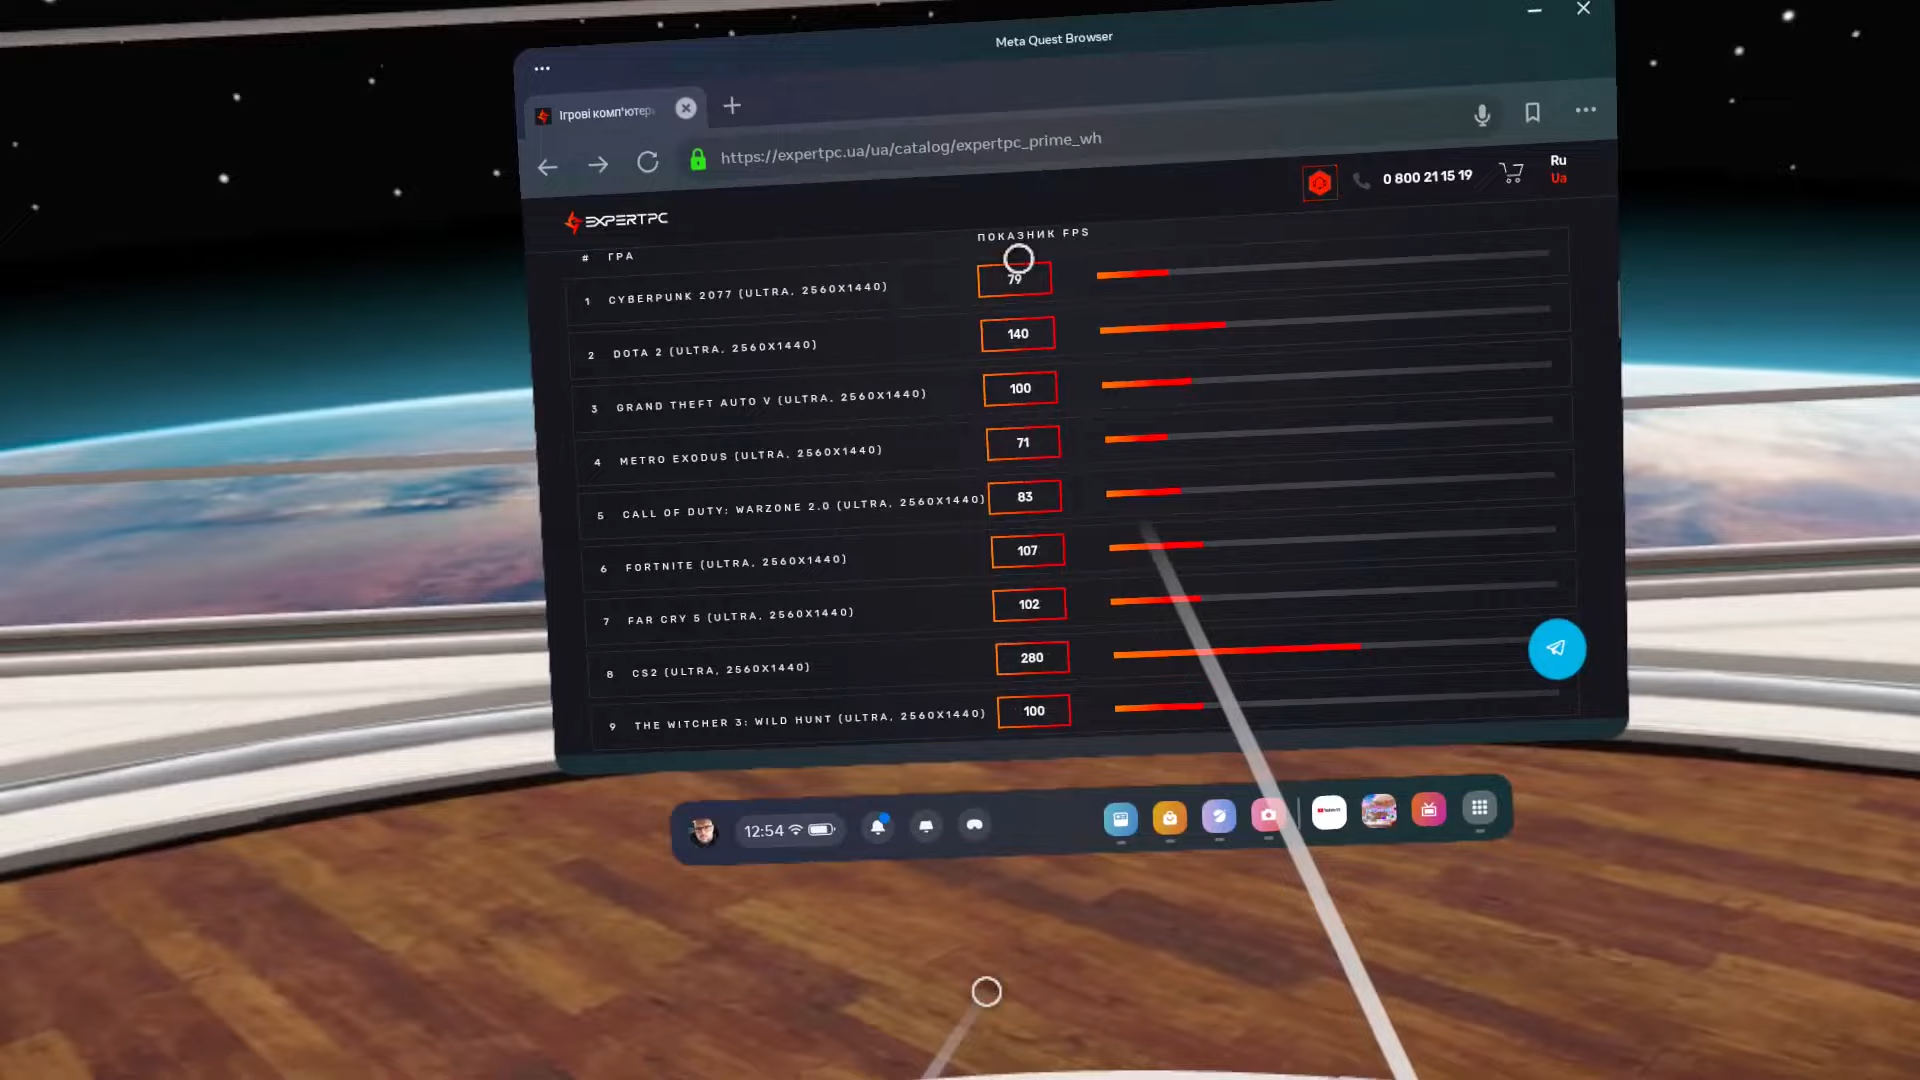 Meta Quest Browser
Ігрові комп'ютер
https://expertpc.ua/ua/catalog/expertpc_prime_wh
EXPERTPC
0 800 21 15 19
Ru
Ua
# ГРА ПОКАЗНИК FPS
1 CYBERPUNK 2077 (ULTRA, 2560X1440) 79
2 DOTA 2 (ULTRA, 2560X1440) 140
3 GRAND THEFT AUTO V (ULTRA, 2560X1440) 100
4 METRO EXODUS (ULTRA, 2560X1440) 71
5 CALL OF DUTY: WARZONE 2.0 (ULTRA, 2560X1440) 83
6 FORTNITE (ULTRA, 2560X1440) 107
7 FAR CRY 5 (ULTRA, 2560X1440) 102
8 CS2 (ULTRA, 2560X1440) 280
9 THE WITCHER 3: WILD HUNT (ULTRA, 2560X1440) 100
12:54